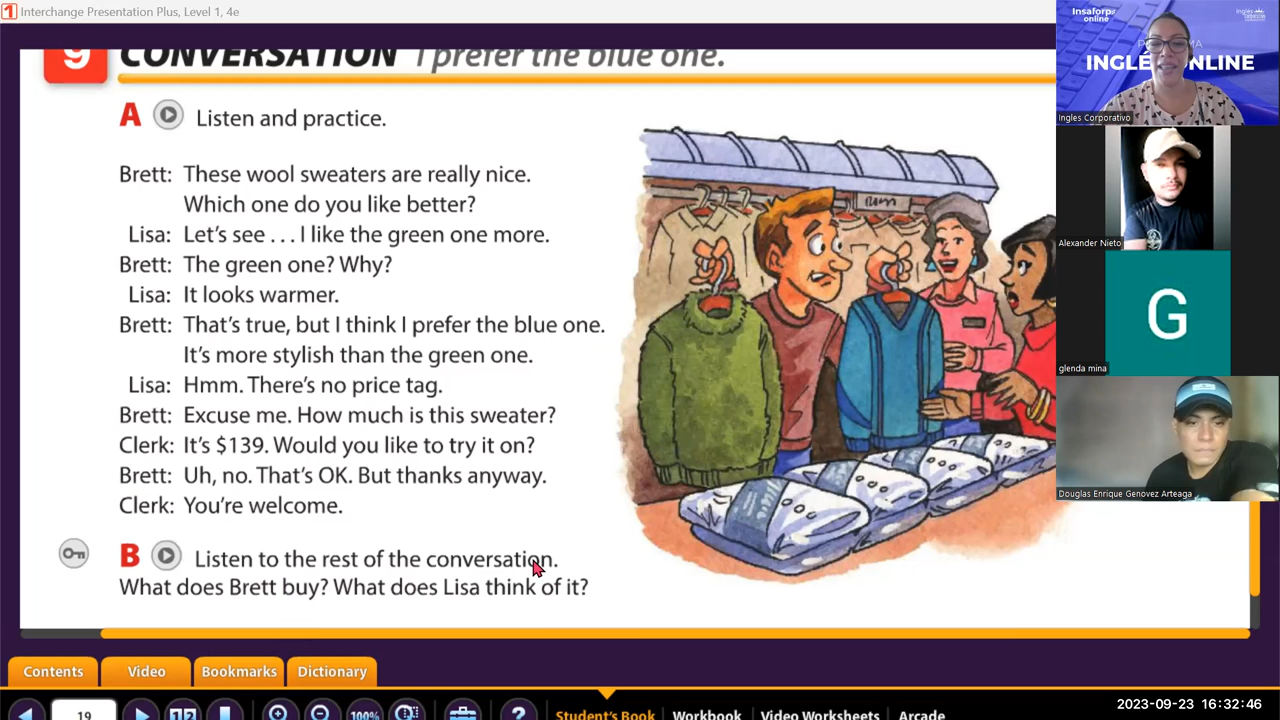 Interchange Presentation Plus, Level 1, 4e
9 CONVERSATION I prefer the blue one.
A Listen and practice.
Brett: These wool sweaters are really nice.
Which one do you like better?
Lisa: Let's see . . . I like the green one more.
Brett: The green one? Why?
Lisa: It looks warmer.
Brett: That's true, but I think I prefer the blue one.
It's more stylish than the green one.
Lisa: Hmm. There's no price tag.
Brett: Excuse me. How much is this sweater?
Clerk: It's $139. Would you like to try it on?
Brett: Uh, no. That's OK. But thanks anyway.
Clerk: You're welcome.
B Listen to the rest of the conversation.
What does Brett buy? What does Lisa think of it?
Insaforp
online
INGLÉ ONLINE
Ingles Corporativo
Alexander Nieto
G
glenda mina
Douglas Enrique Genovez Arteaga
Contents
Video
Bookmarks
Dictionary
19
100%
?
Student's Book
Workbook
Video Worksheets
Arcade
2023-09-23 16:32:46